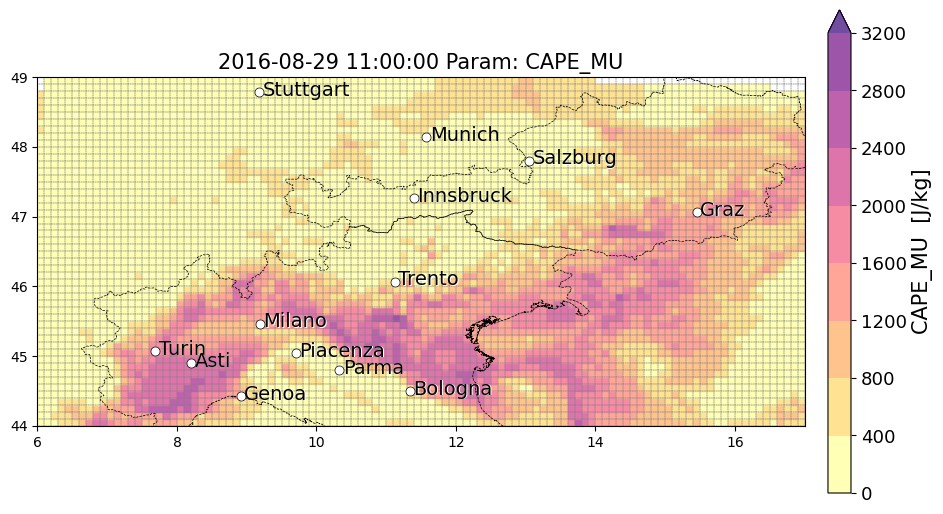 2016-08-29 11:00:00 Param: CAPE_MU
49
48
47
46
45
44
6
8
10
12
14
16
Stuttgart
Munich
Salzburg
Innsbruck
Graz
Trento
Milano
Turin
Asti
Piacenza
Parma
Genoa
Bologna
3200
2800
2400
2000
1600
1200
800
400
0
CAPE_MU [J/kg]